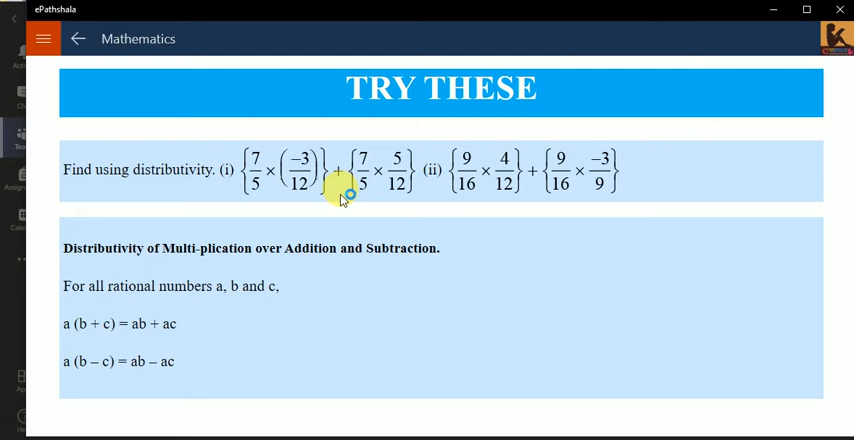 ePathshala
Mathematics
TRY THESE
Find using distributivity. (i) {7/5 × (−3/12)} + {7/5 × 5/12} (ii) {9/16 × 4/12} + {9/16 × −3/9}
Distributivity of Multi-plication over Addition and Subtraction.
For all rational numbers a, b and c,
a (b + c) = ab + ac
a (b – c) = ab – ac